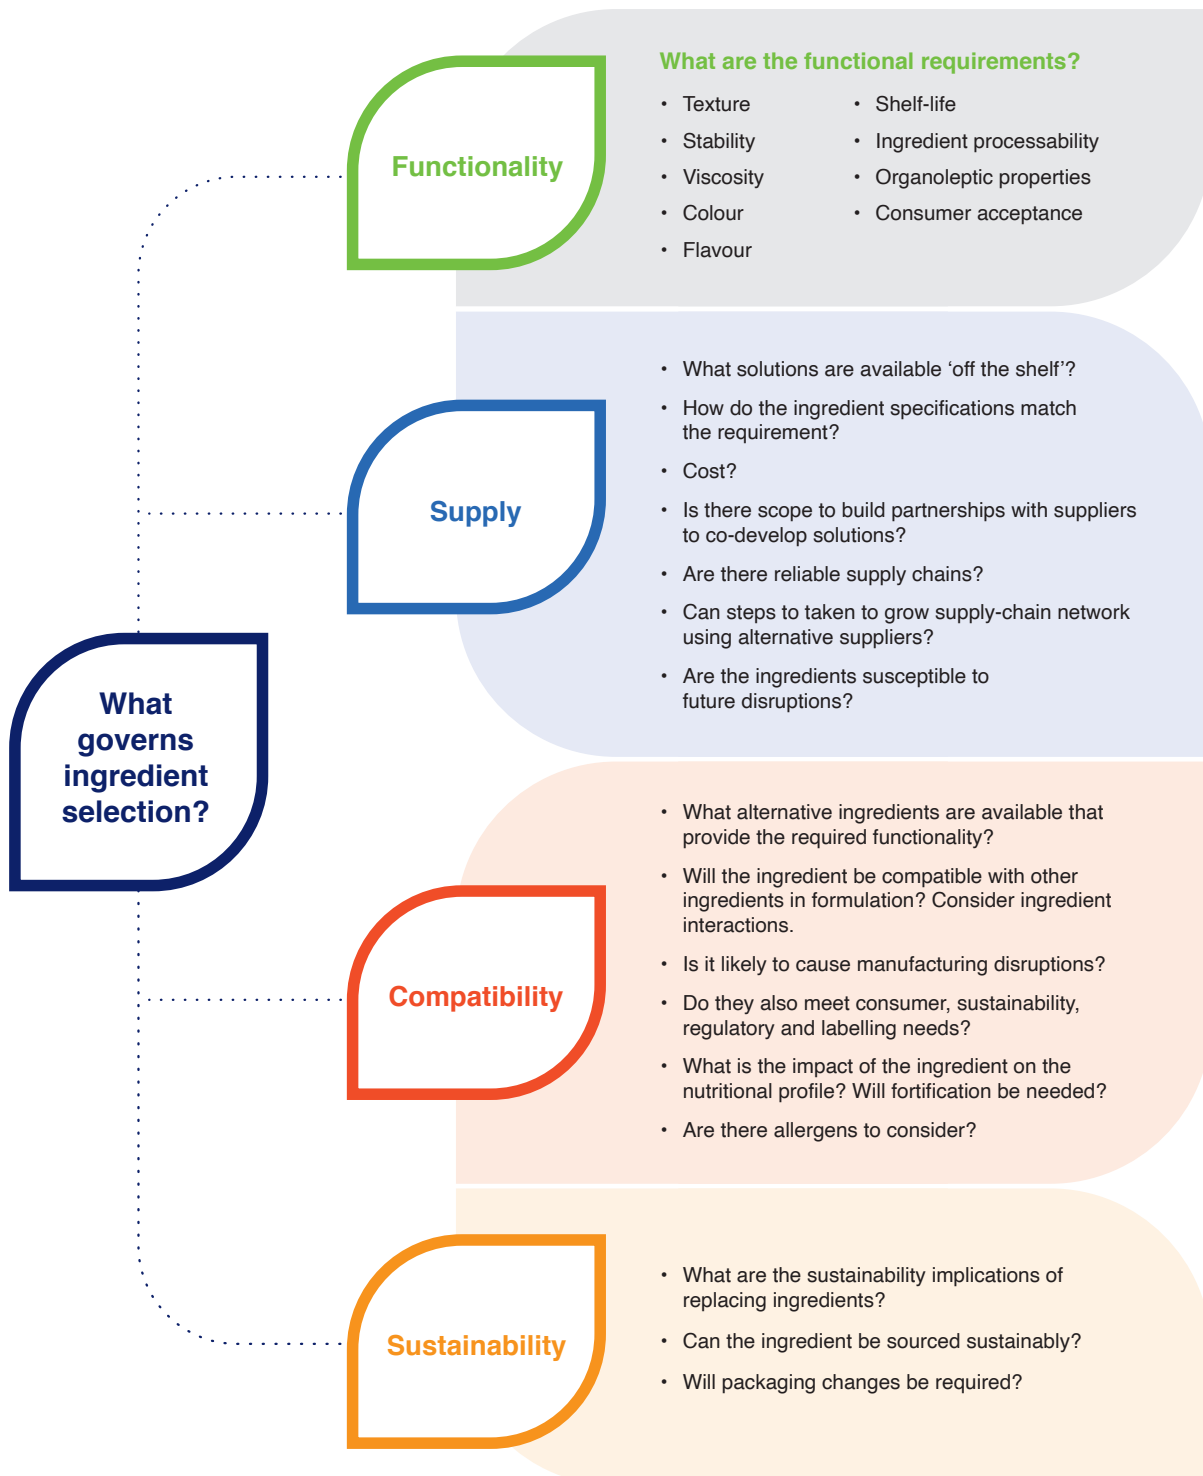 What
governs
ingredient
selection?
Functionality
What are the functional requirements?
• Texture
• Stability
• Viscosity
• Colour
• Flavour
• Shelf-life
• Ingredient processability
• Organoleptic properties
• Consumer acceptance
Supply
• What solutions are available ‘off the shelf’?
• How do the ingredient specifications match
the requirement?
• Cost?
• Is there scope to build partnerships with suppliers
to co-develop solutions?
• Are there reliable supply chains?
• Can steps to taken to grow supply-chain network
using alternative suppliers?
• Are the ingredients susceptible to
future disruptions?
Compatibility
• What alternative ingredients are available that
provide the required functionality?
• Will the ingredient be compatible with other
ingredients in formulation? Consider ingredient
interactions.
• Is it likely to cause manufacturing disruptions?
• Do they also meet consumer, sustainability,
regulatory and labelling needs?
• What is the impact of the ingredient on the
nutritional profile? Will fortification be needed?
• Are there allergens to consider?
Sustainability
• What are the sustainability implications of
replacing ingredients?
• Can the ingredient be sourced sustainably?
• Will packaging changes be required?